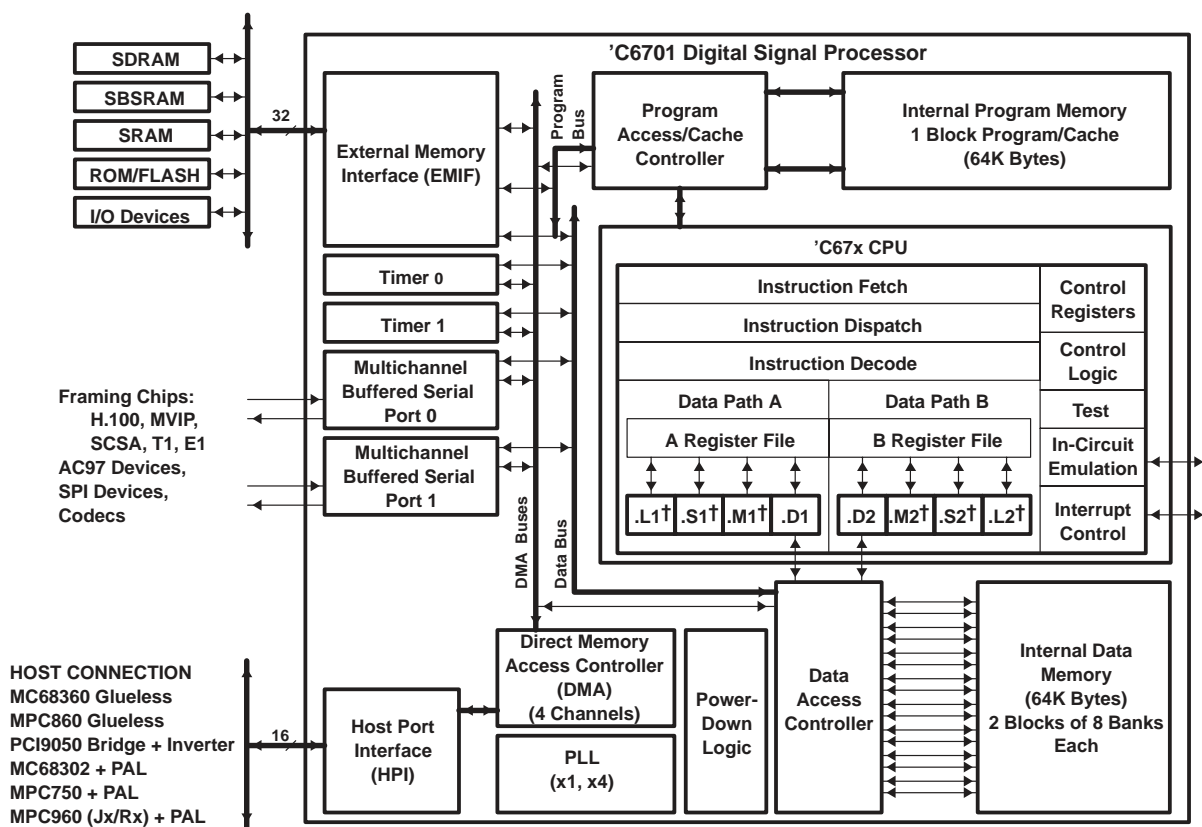 'C6701 Digital Signal Processor
SDRAM
SBSRAM
SRAM
ROM/FLASH
I/O Devices
32
External Memory
Interface (EMIF)
Timer 0
Timer 1
Multichannel
Buffered Serial
Port 0
Multichannel
Buffered Serial
Port 1
Framing Chips:
H.100, MVIP,
SCSA, T1, E1
AC97 Devices,
SPI Devices,
Codecs
Program
Bus
DMA Buses
Data Bus
Program
Access/Cache
Controller
Internal Program Memory
1 Block Program/Cache
(64K Bytes)
'C67x CPU
Instruction Fetch
Instruction Dispatch
Instruction Decode
Data Path A
Data Path B
A Register File
B Register File
.L1† .S1† .M1† .D1
.D2 .M2† .S2† .L2†
Control
Registers
Control
Logic
Test
In-Circuit
Emulation
Interrupt
Control
HOST CONNECTION
MC68360 Glueless
MPC860 Glueless
PCI9050 Bridge + Inverter
MC68302 + PAL
MPC750 + PAL
MPC960 (Jx/Rx) + PAL
16
Host Port
Interface
(HPI)
Direct Memory
Access Controller
(DMA)
(4 Channels)
PLL
(x1, x4)
Power-
Down
Logic
Data
Access
Controller
Internal Data
Memory
(64K Bytes)
2 Blocks of 8 Banks
Each